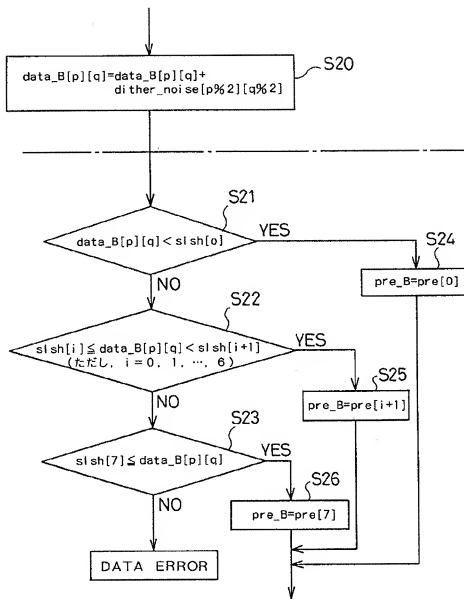 S20
data_B[p][q]=data_B[p][q]+
dither_noise[p%2][q%2]
S21
data_B[p][q]<slsh[0]
YES
NO
S24
pre_B=pre[0]
S22
slsh[i]≦data_B[p][q]<slsh[i+1]
(ただし, i=0, 1, …, 6)
YES
NO
S25
pre_B=pre[i+1]
S23
slsh[7]≦data_B[p][q]
YES
NO
S26
pre_B=pre[7]
DATA ERROR